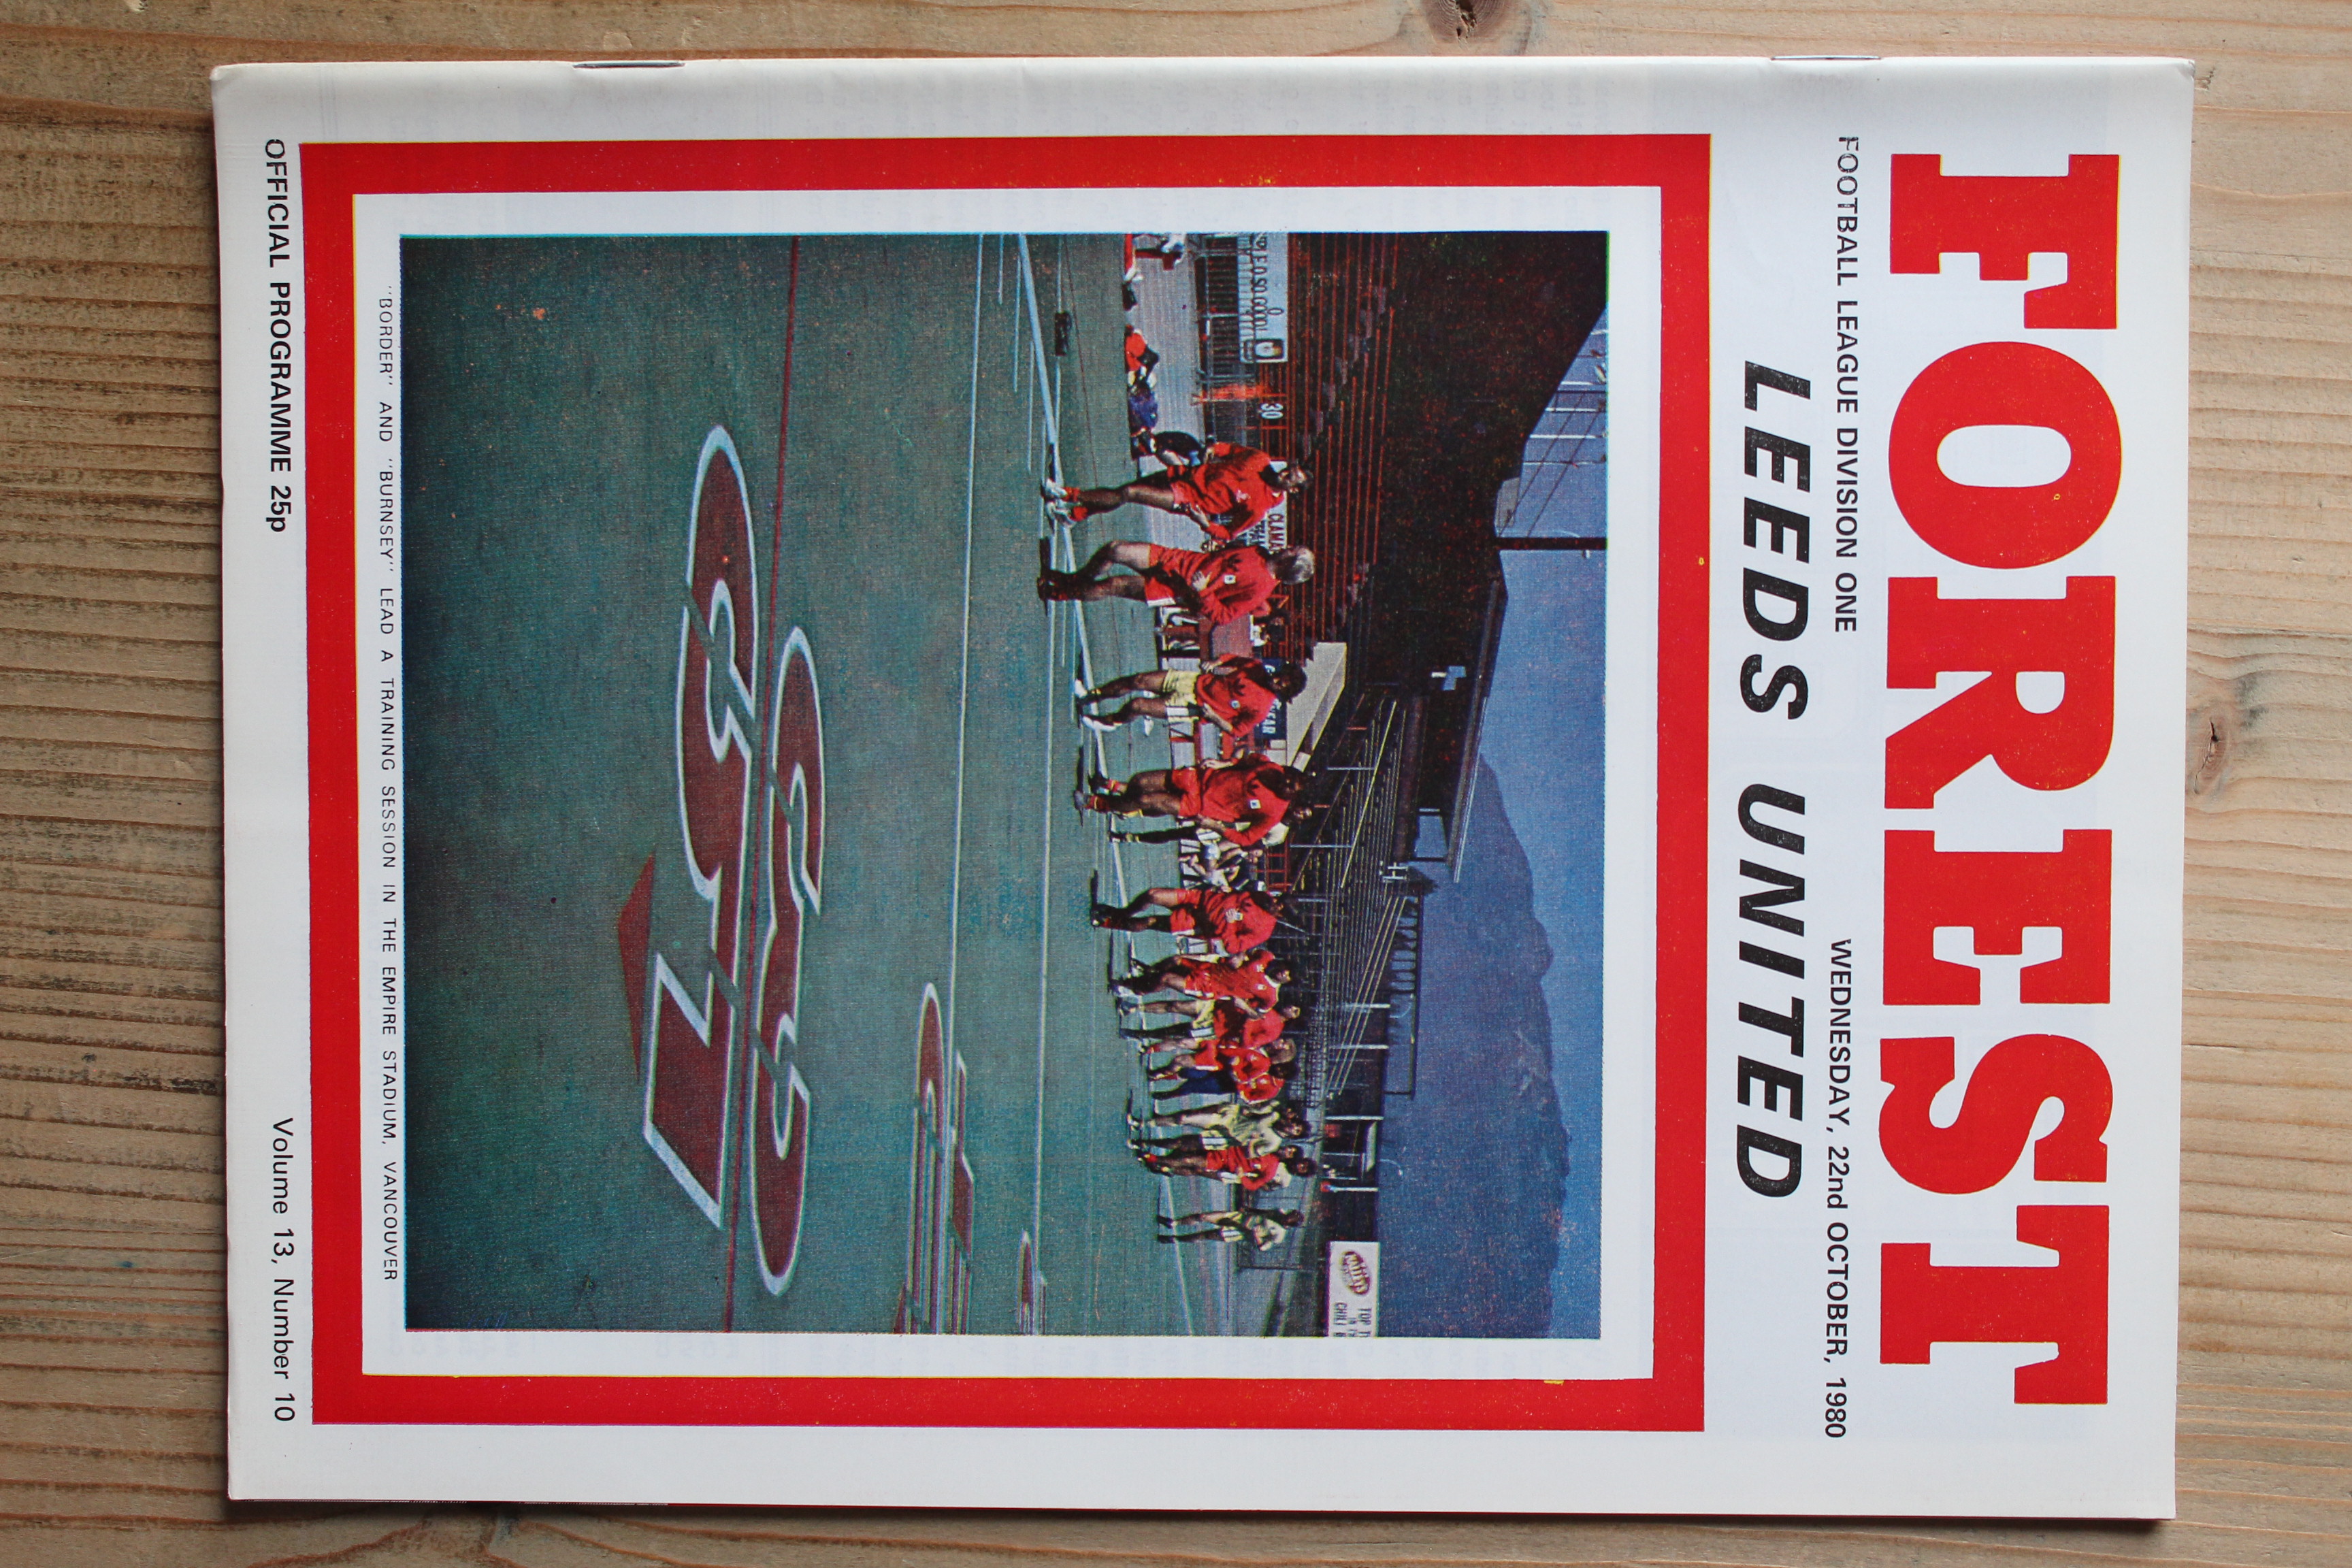 FOREST
FOOTBALL LEAGUE DIVISION ONE
WEDNESDAY, 22nd OCTOBER, 1980
LEEDS UNITED
30
"BORDER" AND "BURNSEY" LEAD A TRAINING SESSION IN THE EMPIRE STADIUM, VANCOUVER
OFFICIAL PROGRAMME 25p
Volume 13, Number 10